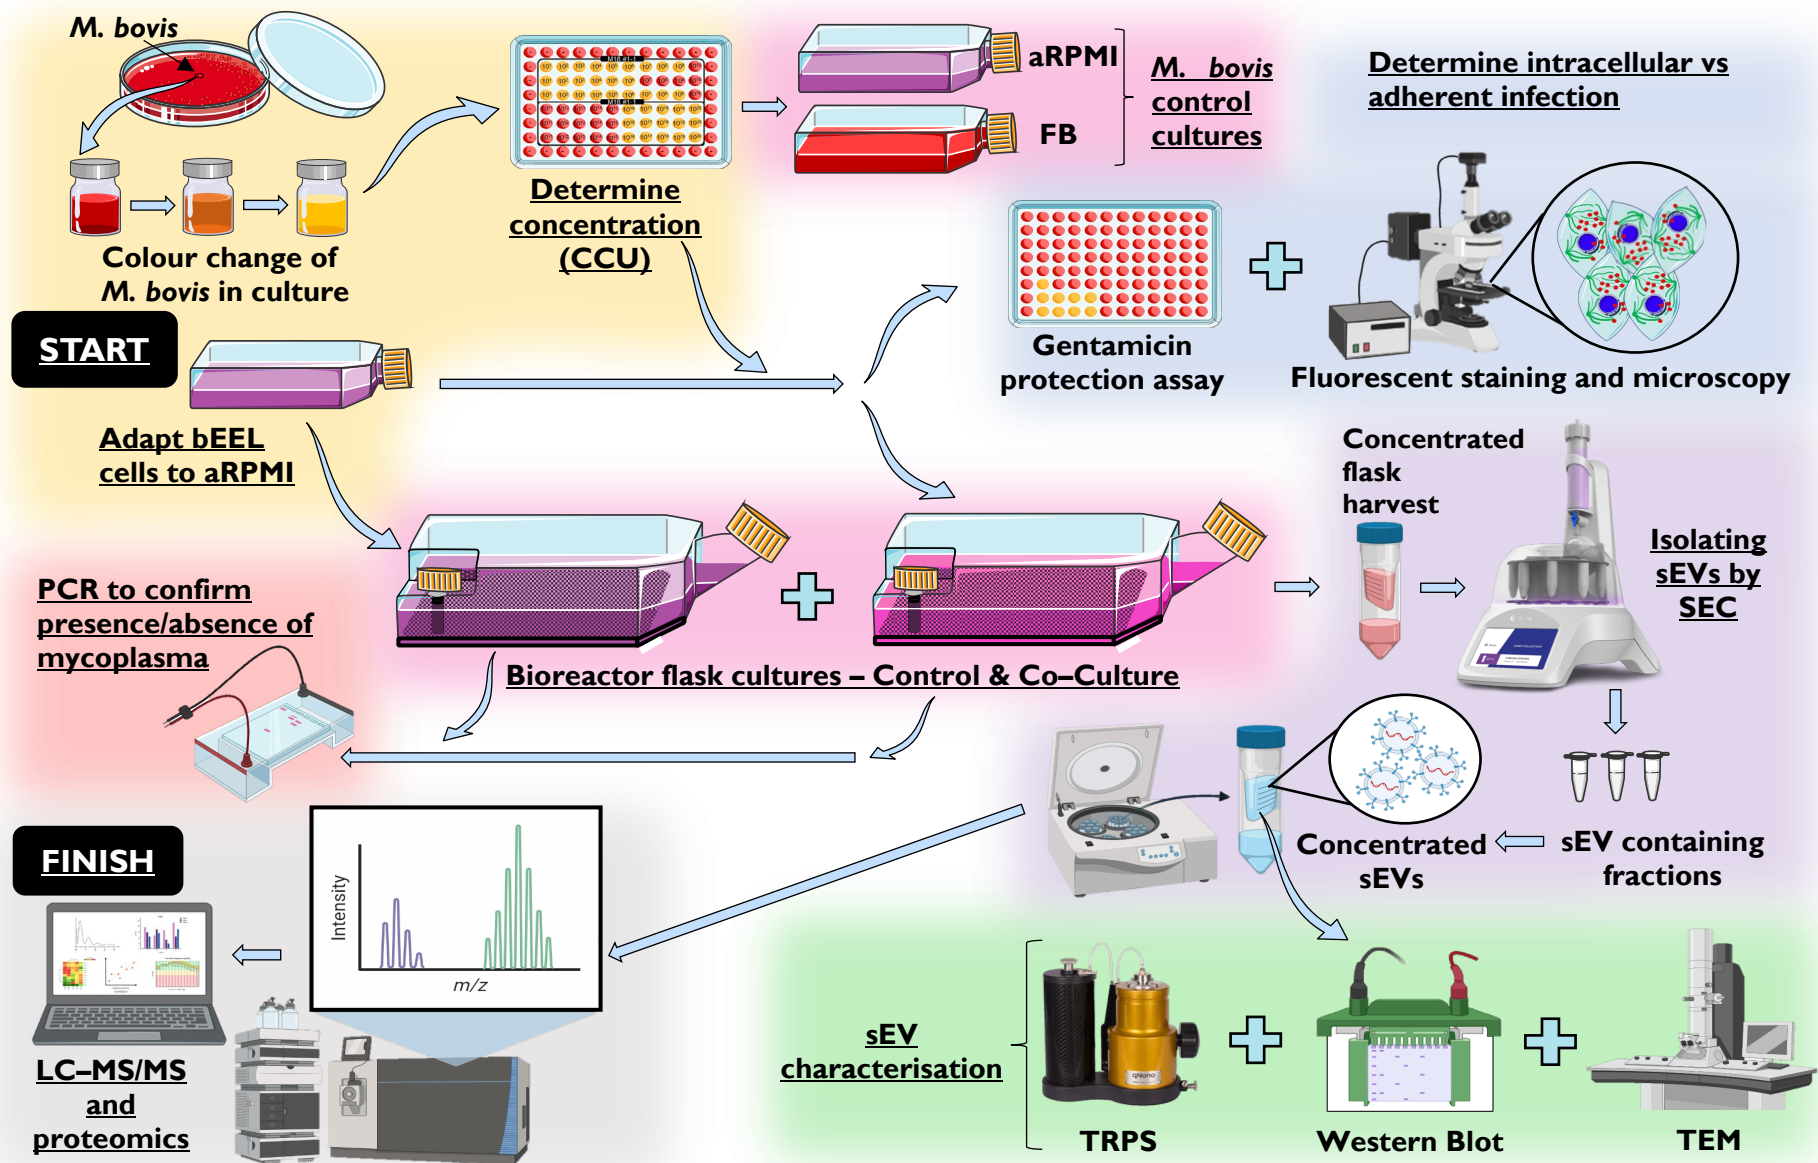 M. bovis
Colour change of
M. bovis in culture
Determine
concentration
(CCU)
aRPMI
FB
M. bovis
control
cultures
Determine intracellular vs
adherent infection
Gentamicin
protection assay
Fluorescent staining and microscopy
START
Adapt bEEL
cells to aRPMI
Bioreactor flask cultures – Control & Co–Culture
PCR to confirm
presence/absence of
mycoplasma
Concentrated
flask
harvest
Isolating
sEVs by
SEC
sEV containing
fractions
Concentrated
sEVs
sEV
characterisation
qNano
TRPS
Western Blot
TEM
FINISH
Intensity
m/z
LC–MS/MS
and
proteomics